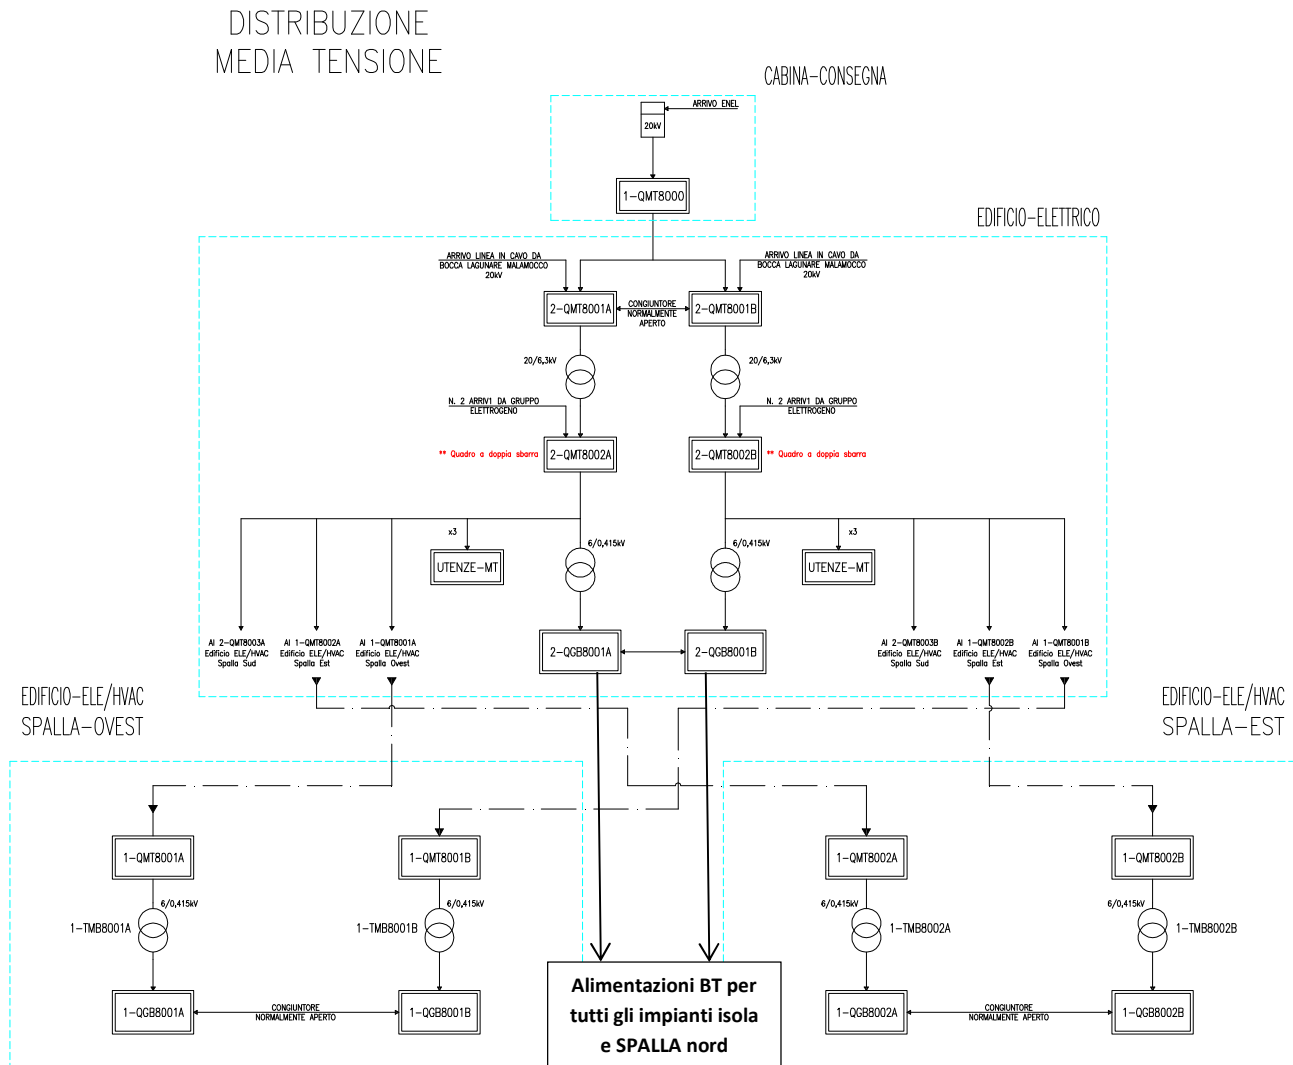 DISTRIBUZIONE
MEDIA TENSIONE
CABINA-CONSEGNA
ARRIVO ENEL
20kV
1-QMT8000
EDIFICIO-ELETTRICO
ARRIVO LINEA IN CAVO DA
BOCCA LAGUNARE MALAMOCCO
20kV
ARRIVO LINEA IN CAVO DA
BOCCA LAGUNARE MALAMOCCO
20kV
2-QMT8001A
CONGIUNTORE
NORMALMENTE
APERTO
2-QMT8001B
20/6,3kV
20/6,3kV
N. 2 ARRIVI DA GRUPPO
ELETTROGENO
N. 2 ARRIVI DA GRUPPO
ELETTROGENO
** Quadro a doppia sbarra
2-QMT8002A
2-QMT8002B
** Quadro a doppia sbarra
x3
6/0,415kV
6/0,415kV
x3
UTENZE-MT
UTENZE-MT
Al 2-QMT8003A
Edificio ELE/HVAC
Spalla Sud
Al 1-QMT8002A
Edificio ELE/HVAC
Spalla Est
Al 1-QMT8001A
Edificio ELE/HVAC
Spalla Ovest
2-QGB8001A
2-QGB8001B
Al 2-QMT8003B
Edificio ELE/HVAC
Spalla Sud
Al 1-QMT8002B
Edificio ELE/HVAC
Spalla Est
Al 1-QMT8001B
Edificio ELE/HVAC
Spalla Ovest
EDIFICIO-ELE/HVAC
SPALLA-OVEST
EDIFICIO-ELE/HVAC
SPALLA-EST
1-QMT8001A
1-QMT8001B
1-QMT8002A
1-QMT8002B
6/0,415kV
6/0,415kV
6/0,415kV
6/0,415kV
1-TMB8001A
1-TMB8001B
1-TMB8002A
1-TMB8002B
1-QGB8001A
CONGIUNTORE
NORMALMENTE APERTO
1-QGB8001B
Alimentazioni BT per
tutti gli impianti isola
e SPALLA nord
1-QGB8002A
CONGIUNTORE
NORMALMENTE APERTO
1-QGB8002B